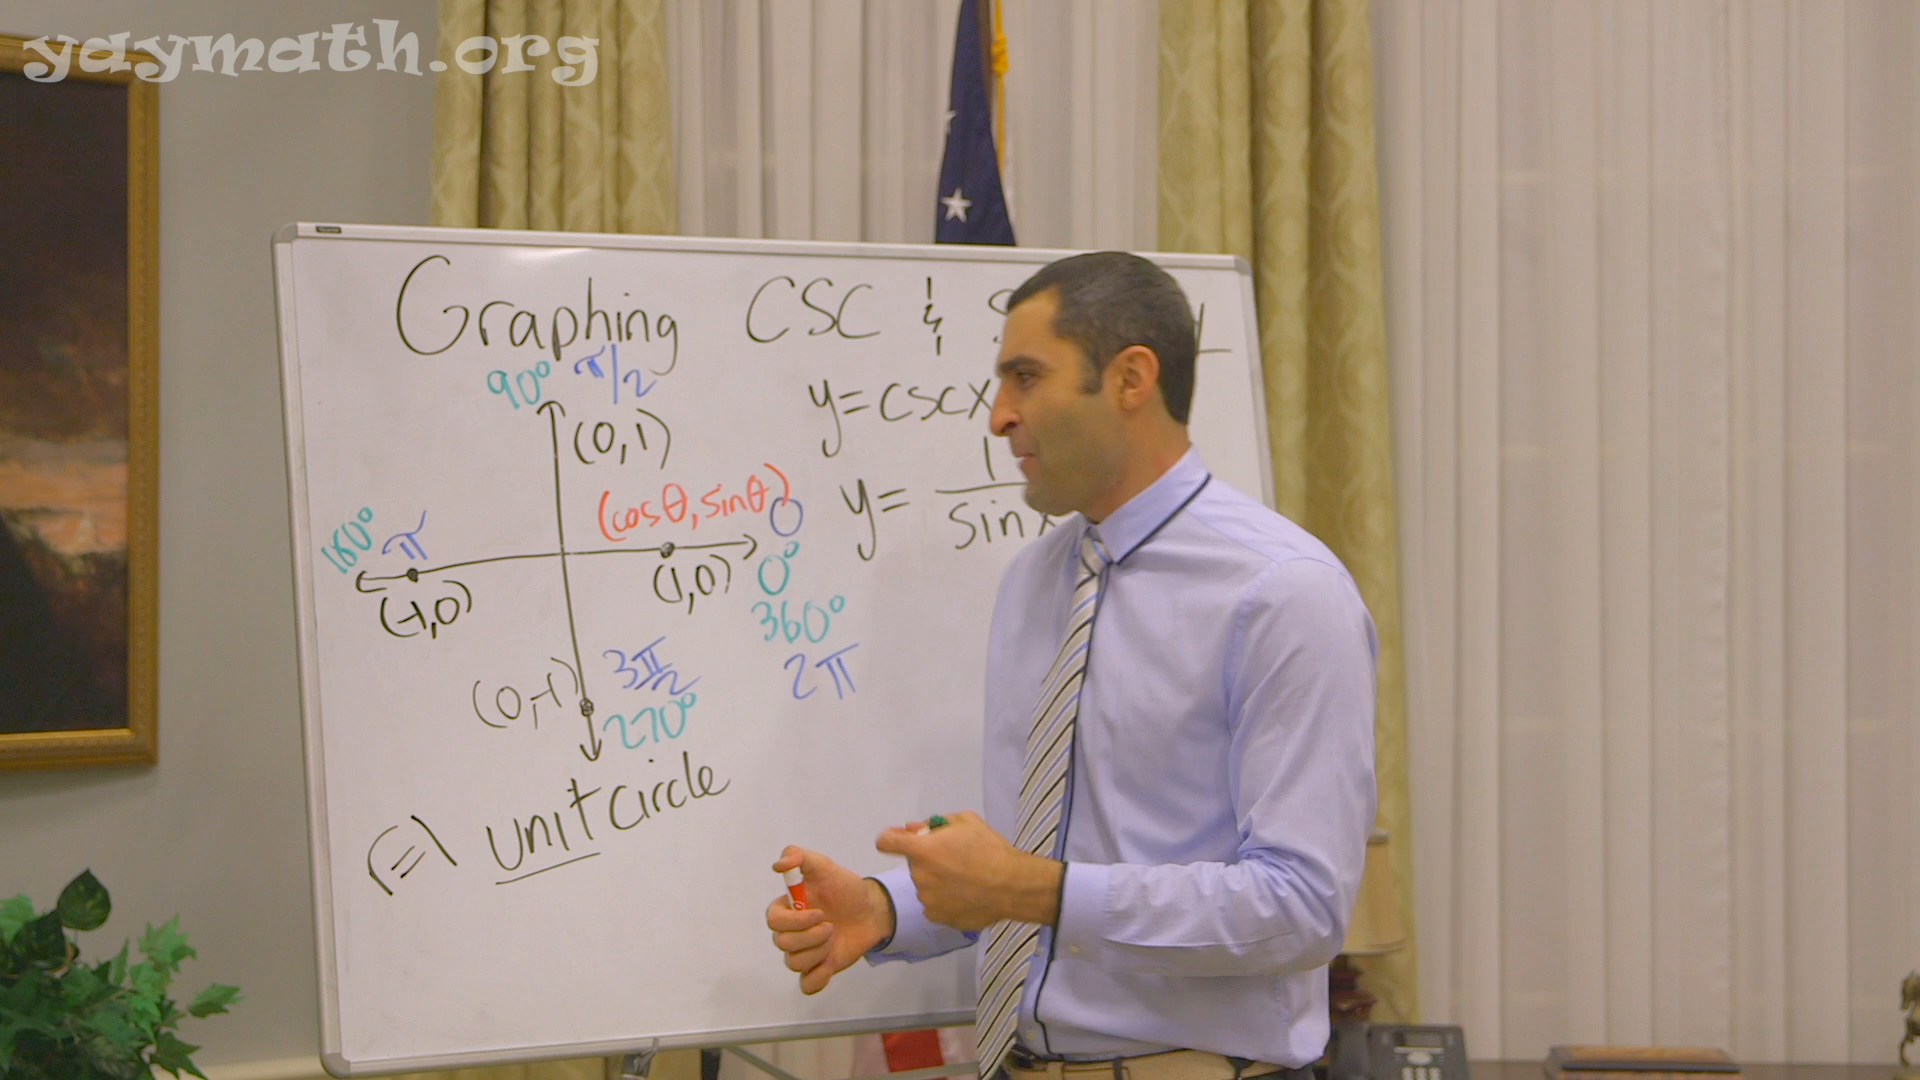 yaymath.org
Graphing CSC &
90° π/2
(0,1)
y=cscx
(cosθ, sinθ)
0
y= 1/sinx
180° π
(-1,0)
(1,0)
0°
360°
2π
(0,-1)
3π/2
270°
r=1 unit circle